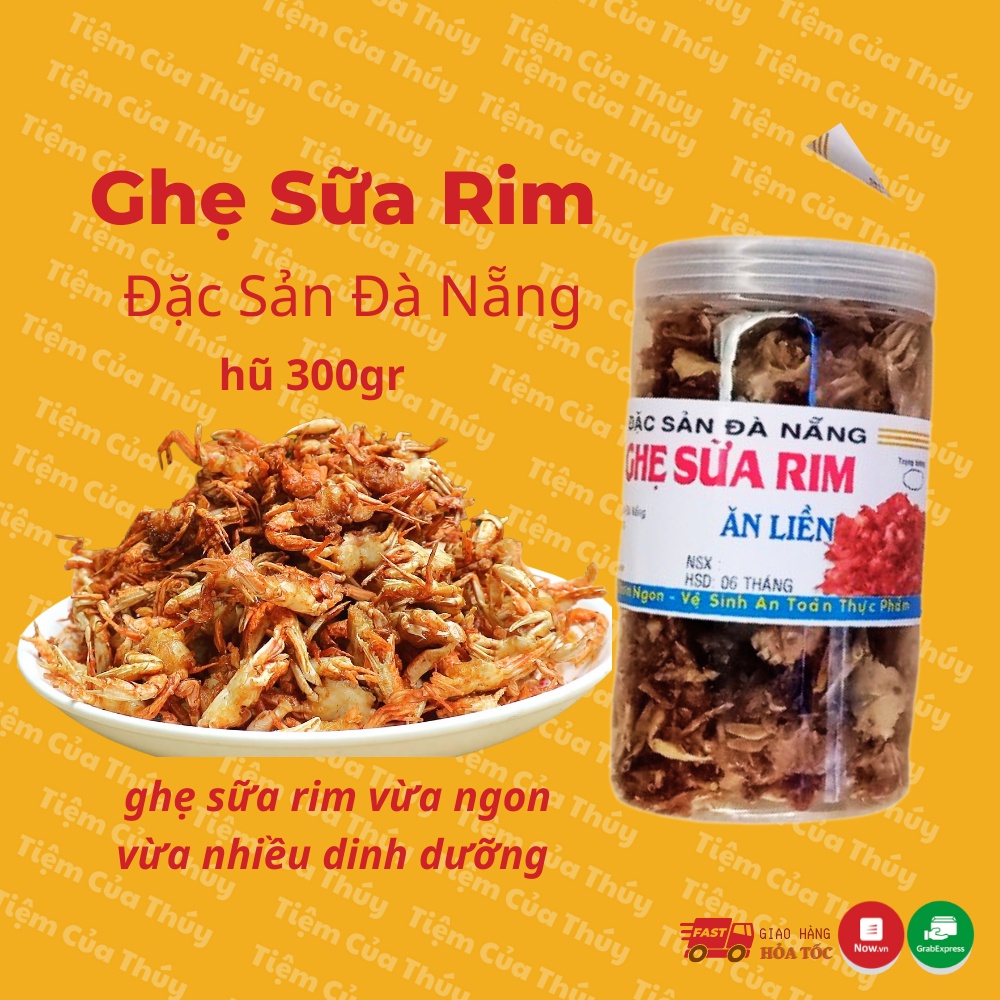 Ghẹ Sữa Rim
Đặc Sản Đà Nẵng
hũ 300gr
ĐẶC SẢN ĐÀ NẴNG
GHẸ SỮA RIM
ĂN LIỀN
NSX :
HSD: 06 THÁNG
Ngon - Vệ Sinh An Toàn Thực Phẩm
ghẹ sữa rim vừa ngon
vừa nhiều dinh dưỡng
FAST
GIAO HÀNG
HỎA TỐC
Now.vn
GrabExpress
Tiệm Của Thúy